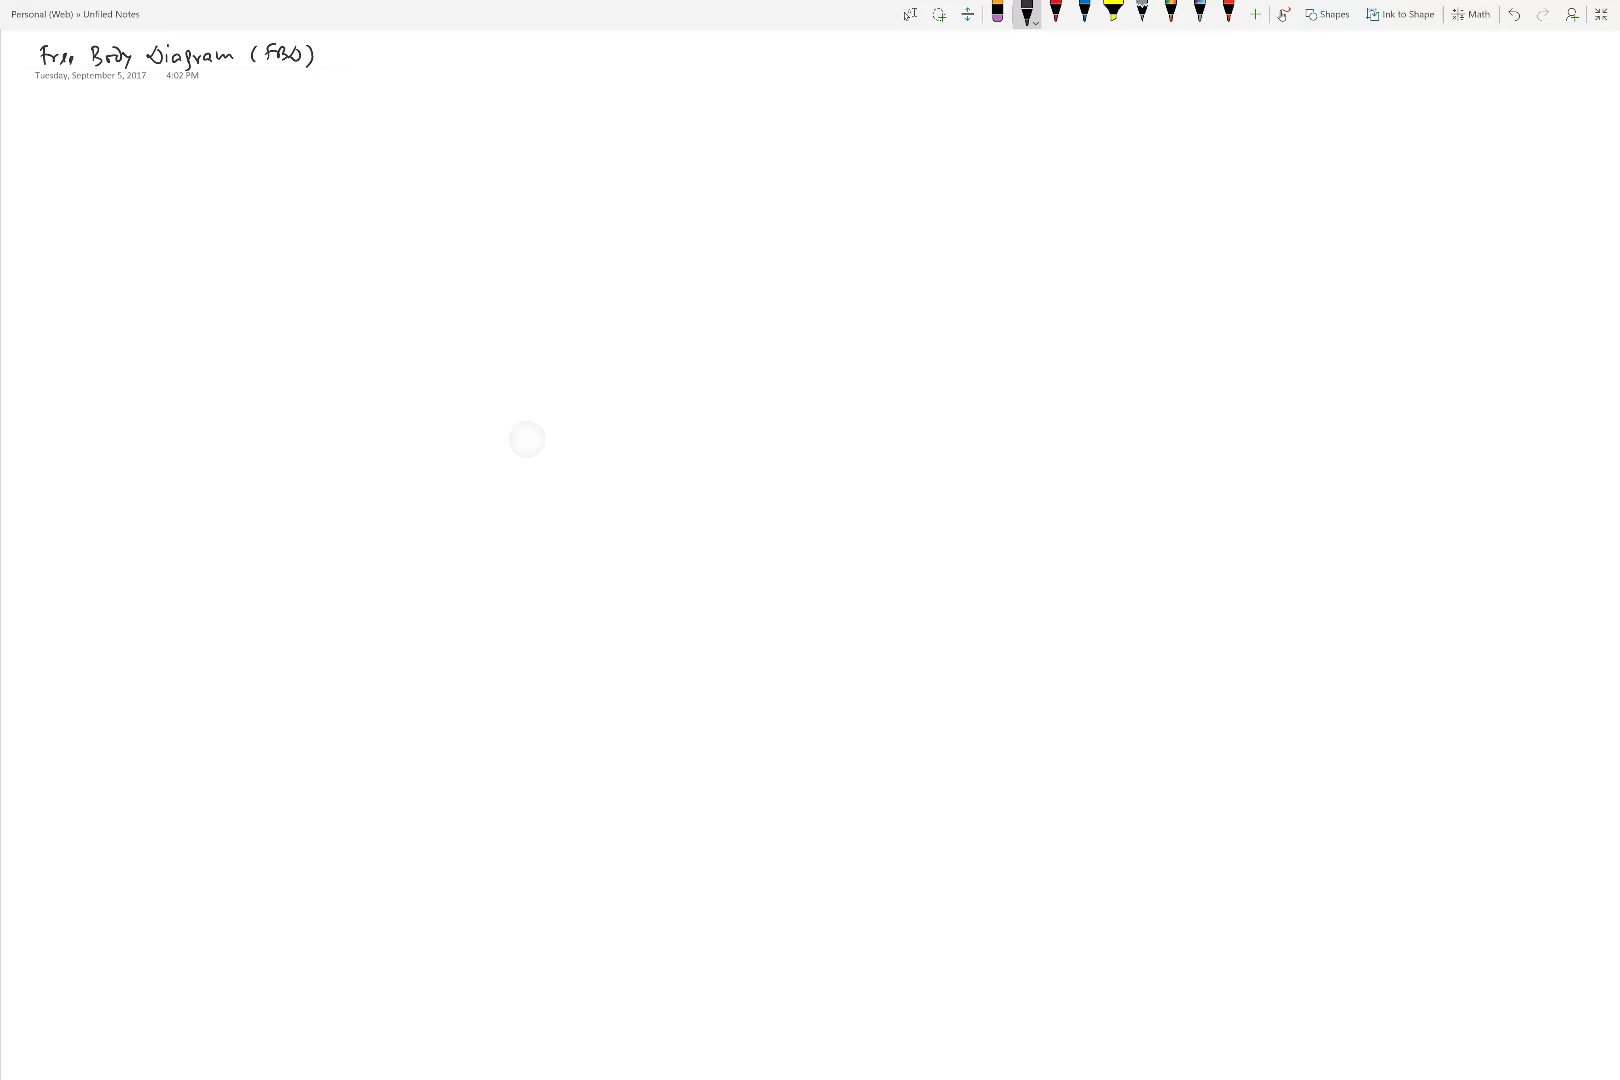 Personal (Web) » Unfiled Notes
Shapes Ink to Shape Math
Free Body Diagram (FBD)
Tuesday, September 5, 2017 4:02 PM